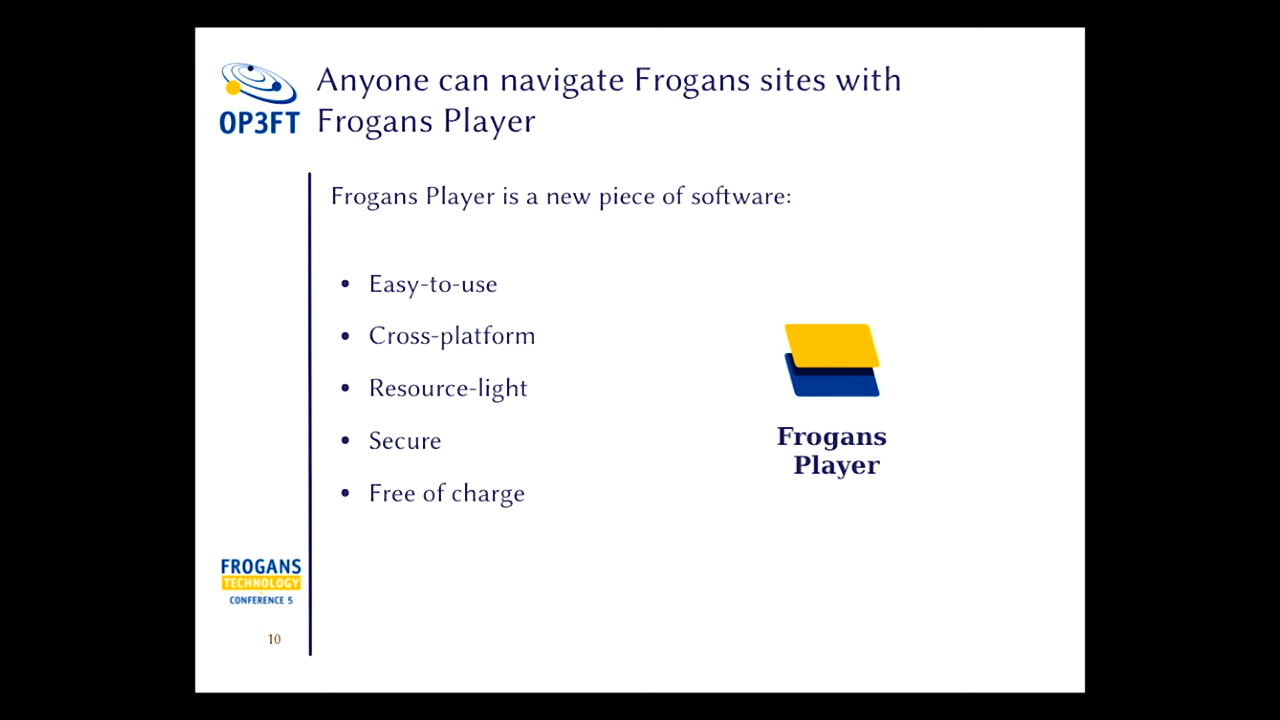 OP3FT
Anyone can navigate Frogans sites with
Frogans Player
Frogans Player is a new piece of software:
• Easy-to-use
• Cross-platform
• Resource-light
• Secure
• Free of charge
Frogans
Player
FROGANS
TECHNOLOGY
CONFERENCE 5
10